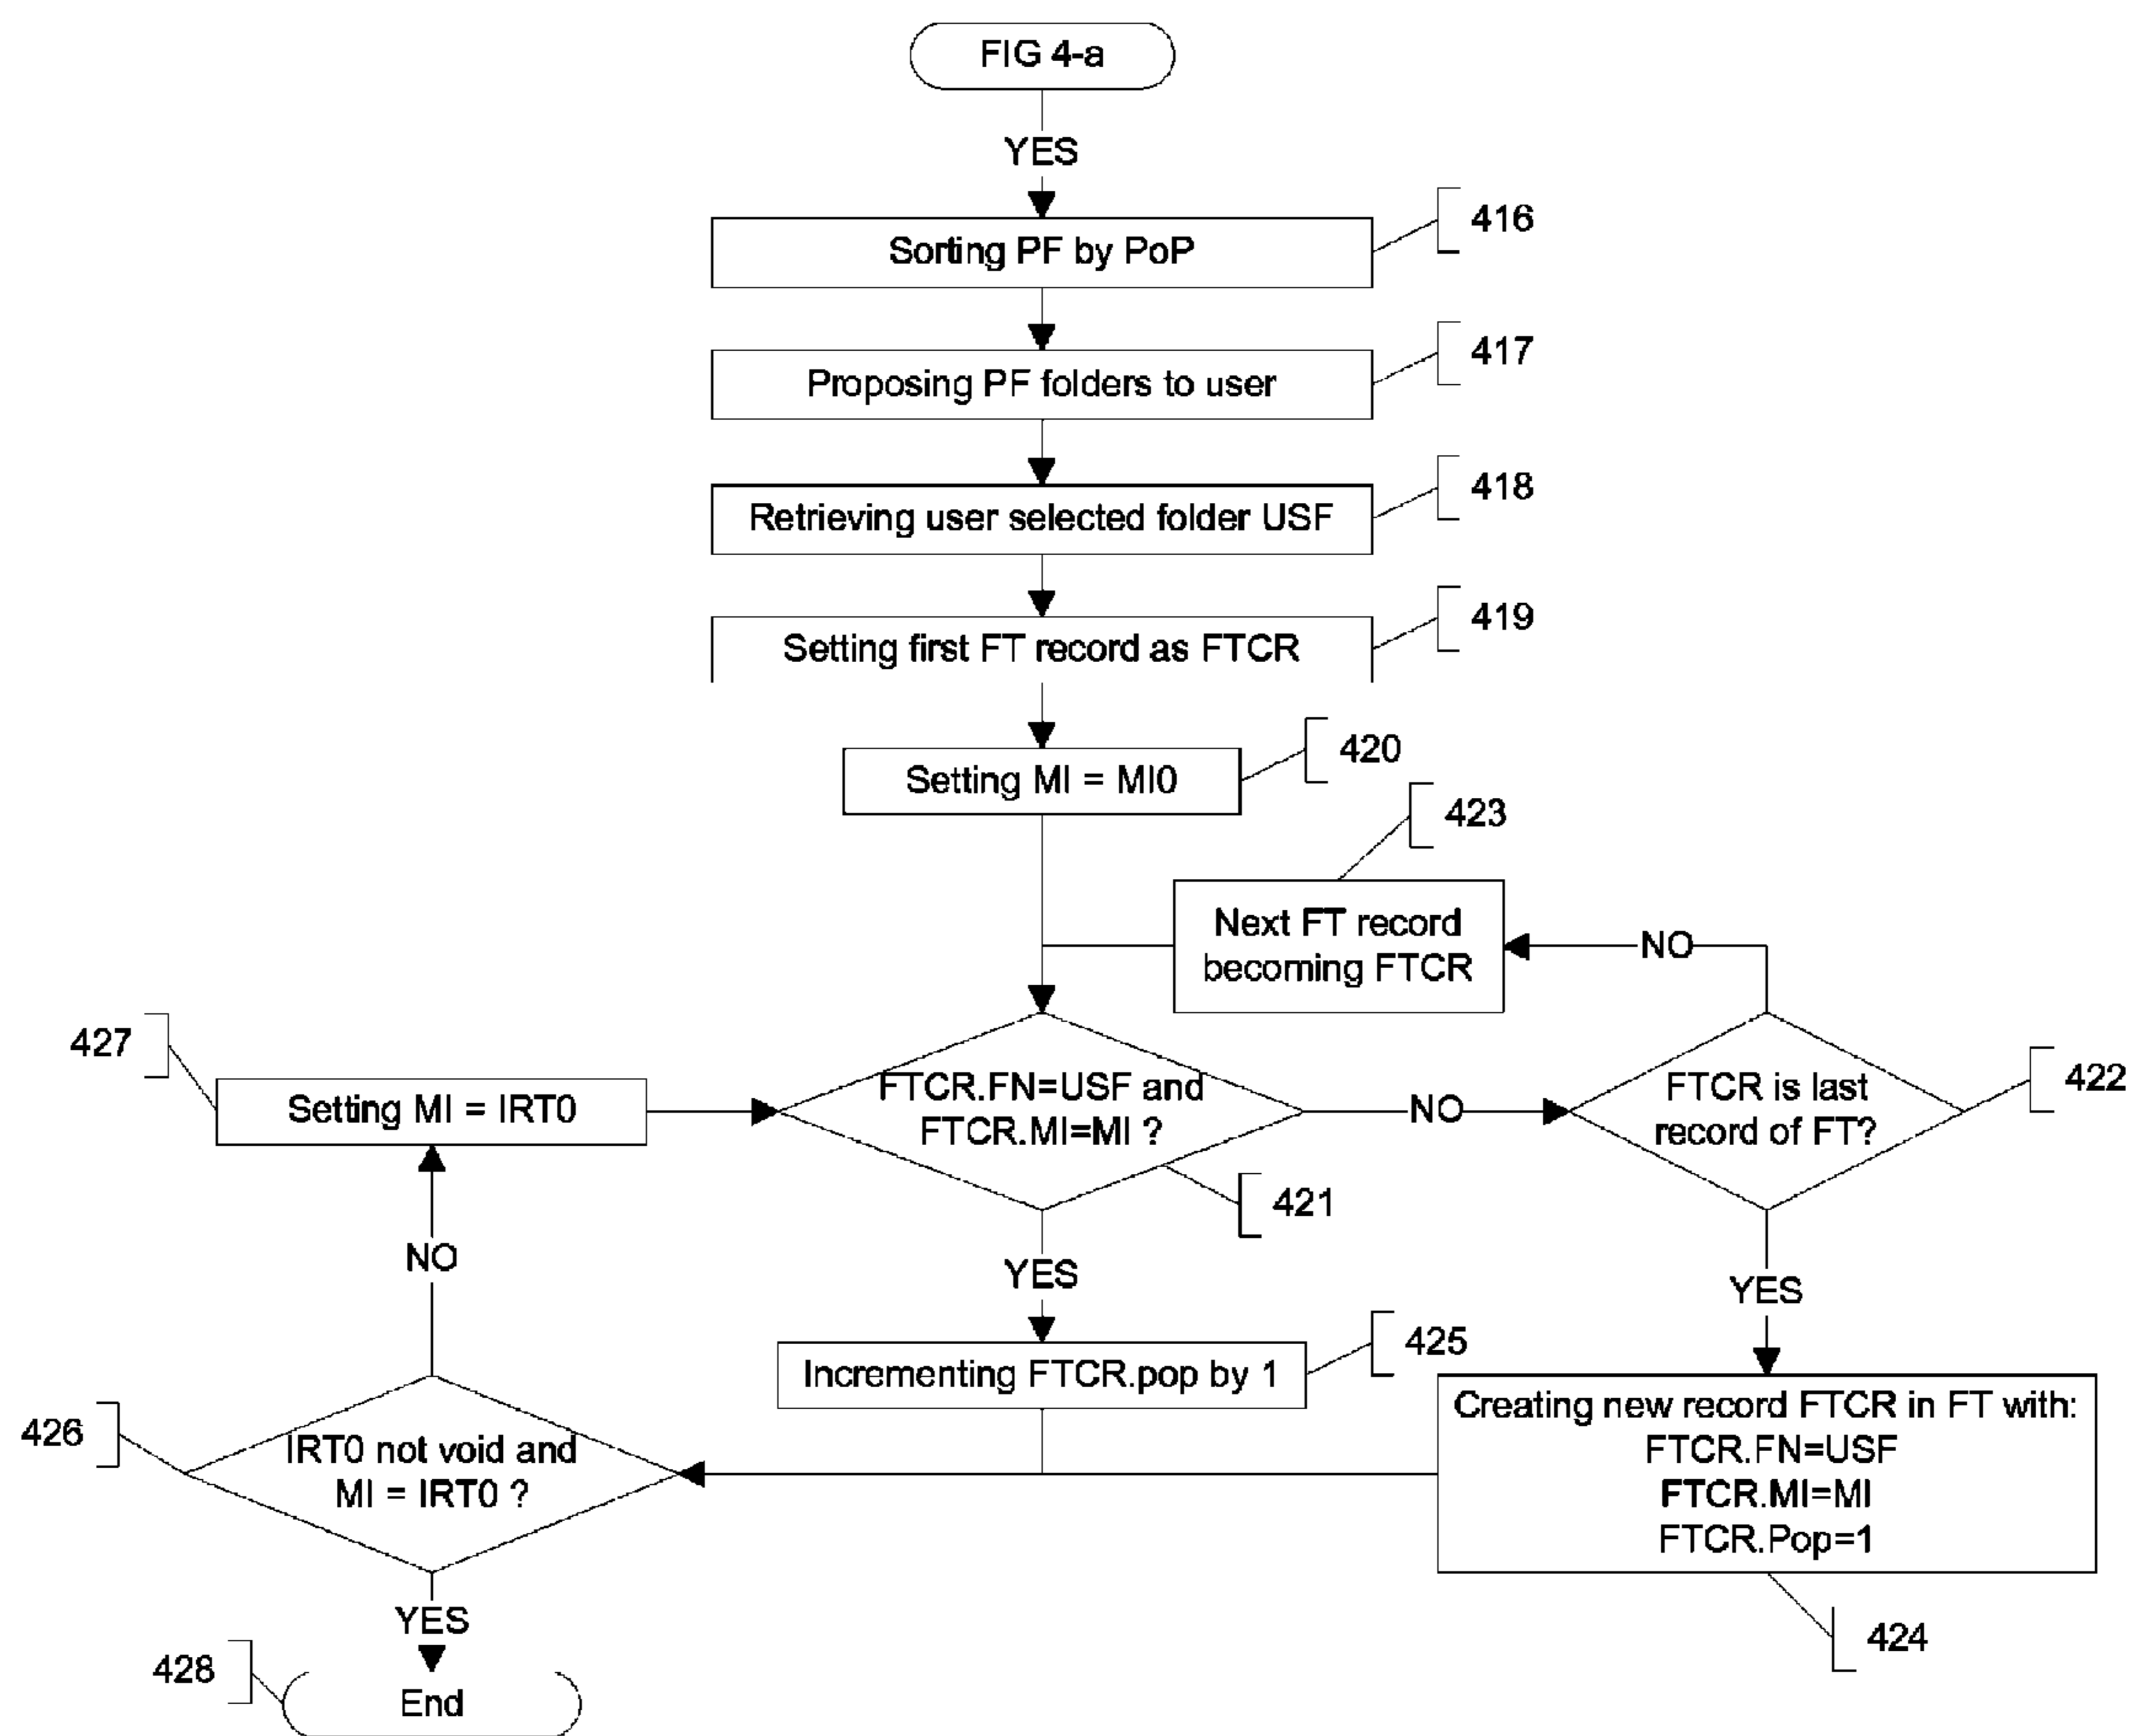 FIG 4-a
YES
416
Sorting PF by PoP
417
Proposing PF folders to user
418
Retrieving user selected folder USF
419
Setting first FT record as FTCR
420
Setting MI = MI0
423
Next FT record
becoming FTCR
NO
427
Setting MI = IRT0
FTCR.FN=USF and
FTCR.MI=MI ?
NO
FTCR is last
record of FT?
422
421
NO
YES
YES
425
Incrementing FTCR.pop by 1
426
IRT0 not void and
MI = IRT0 ?
Creating new record FTCR in FT with:
FTCR.FN=USF
FTCR.MI=MI
FTCR.Pop=1
YES
424
428
End